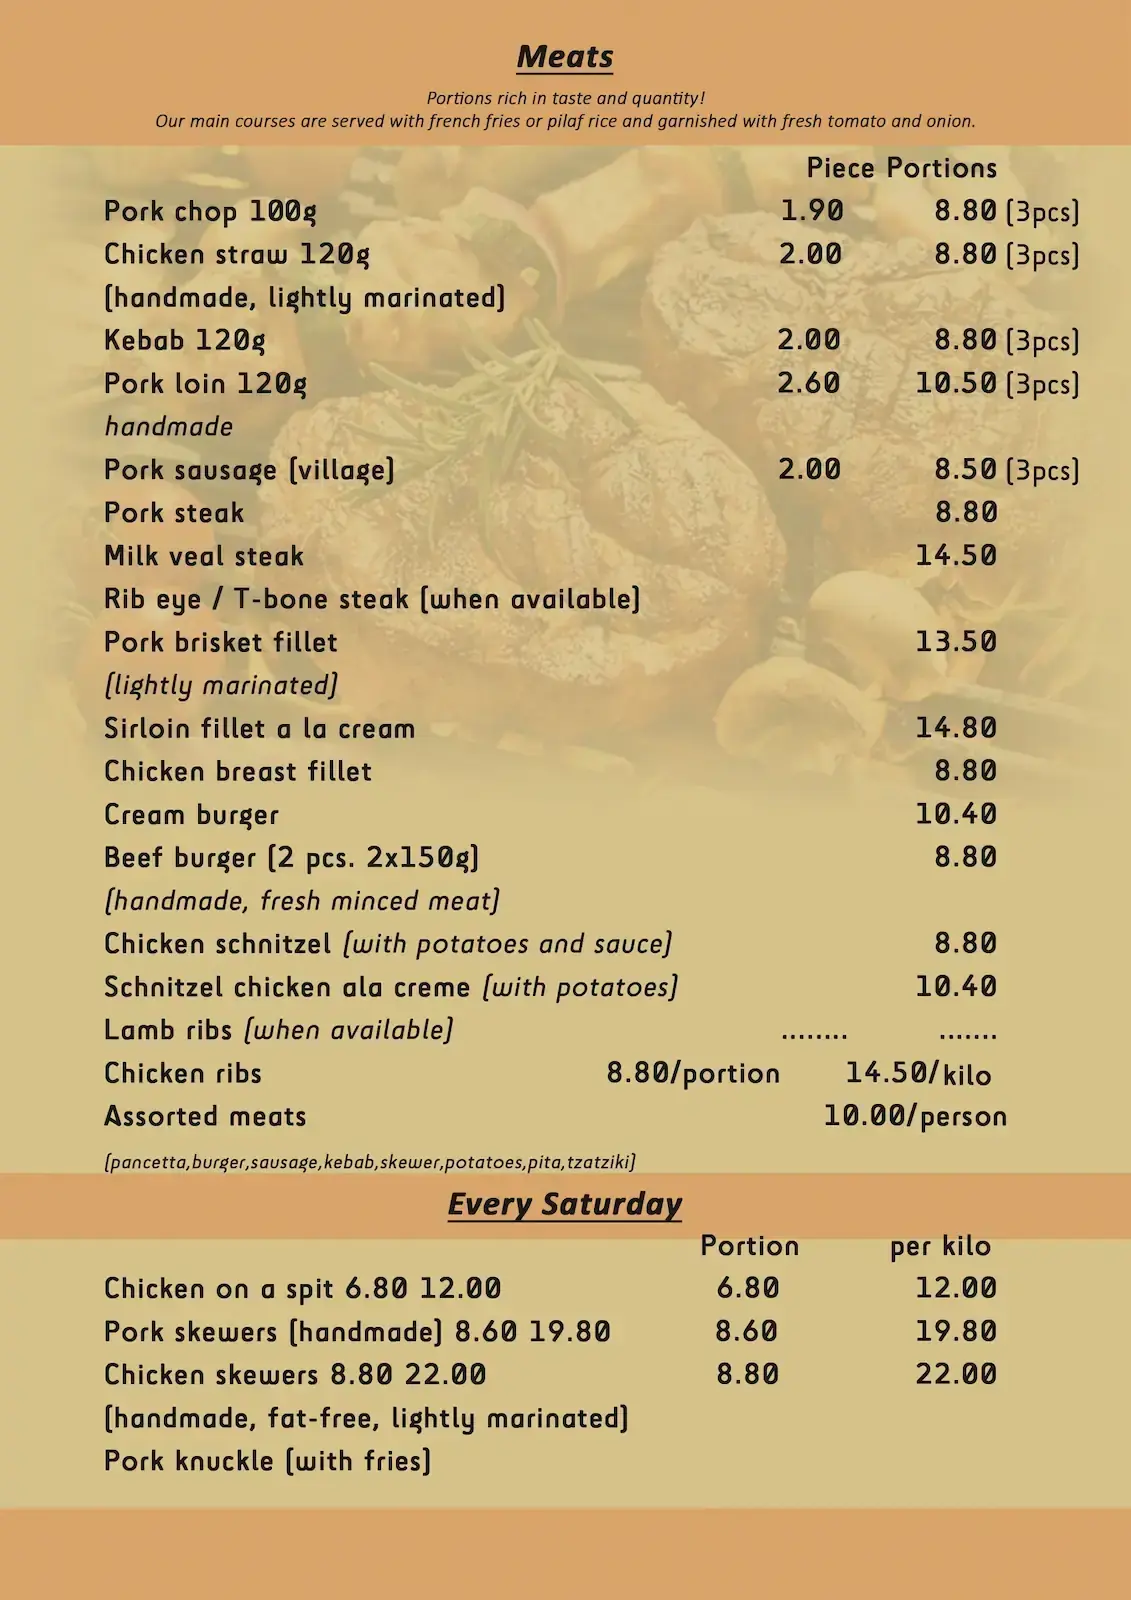 Meats
Portions rich in taste and quantity!
Our main courses are served with french fries or pilaf rice and garnished with fresh tomato and onion.
Piece Portions
Pork chop 100g 1.90 8.80 (3pcs)
Chicken straw 120g 2.00 8.80 (3pcs)
(handmade, lightly marinated)
Kebab 120g 2.00 8.80 (3pcs)
Pork loin 120g 2.60 10.50 (3pcs)
handmade
Pork sausage (village) 2.00 8.50 (3pcs)
Pork steak 8.80
Milk veal steak 14.50
Rib eye / T-bone steak (when available)
Pork brisket fillet 13.50
(lightly marinated)
Sirloin fillet a la cream 14.80
Chicken breast fillet 8.80
Cream burger 10.40
Beef burger (2 pcs. 2x150g) 8.80
(handmade, fresh minced meat)
Chicken schnitzel (with potatoes and sauce) 8.80
Schnitzel chicken ala creme (with potatoes) 10.40
Lamb ribs (when available) ........ .......
Chicken ribs 8.80/portion 14.50/kilo
Assorted meats 10.00/person
(pancetta,burger,sausage,kebab,skewer,potatoes,pita,tzatziki)
Every Saturday
Portion per kilo
Chicken on a spit 6.80 12.00 6.80 12.00
Pork skewers (handmade) 8.60 19.80 8.60 19.80
Chicken skewers 8.80 22.00 8.80 22.00
(handmade, fat-free, lightly marinated)
Pork knuckle (with fries)